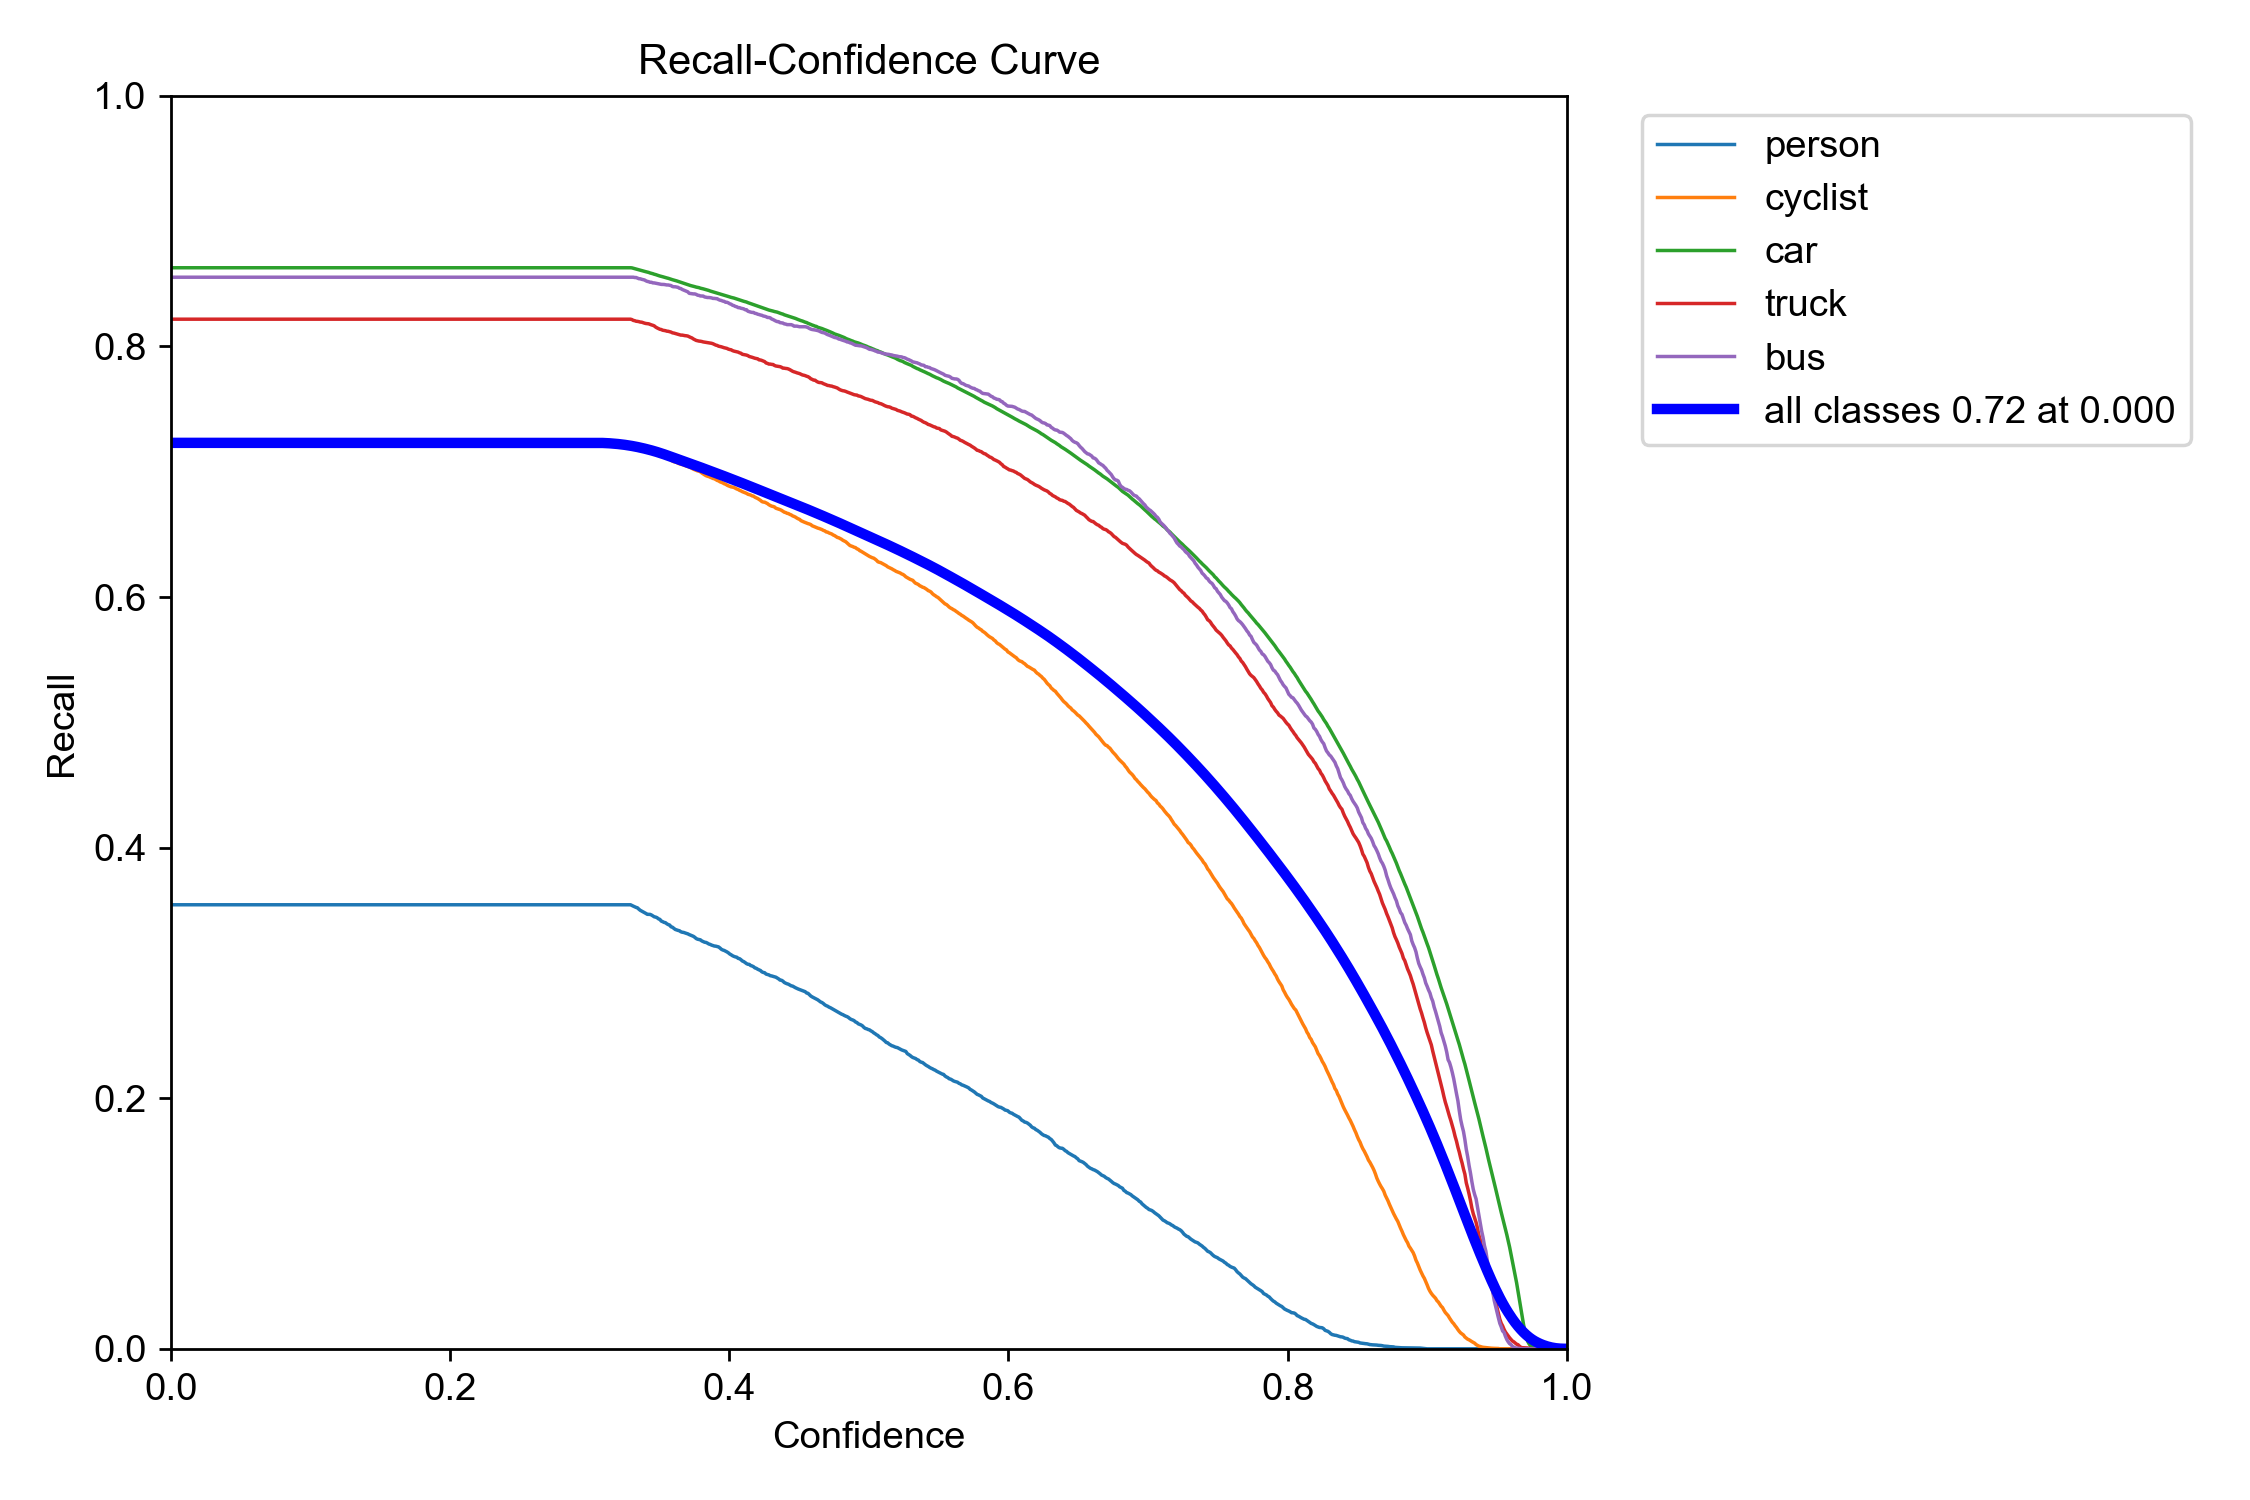 Recall-Confidence Curve
1.0
0.8
0.6
0.4
0.2
0.0
Recall
0.0 0.2 0.4 0.6 0.8 1.0
Confidence
person
cyclist
car
truck
bus
all classes 0.72 at 0.000